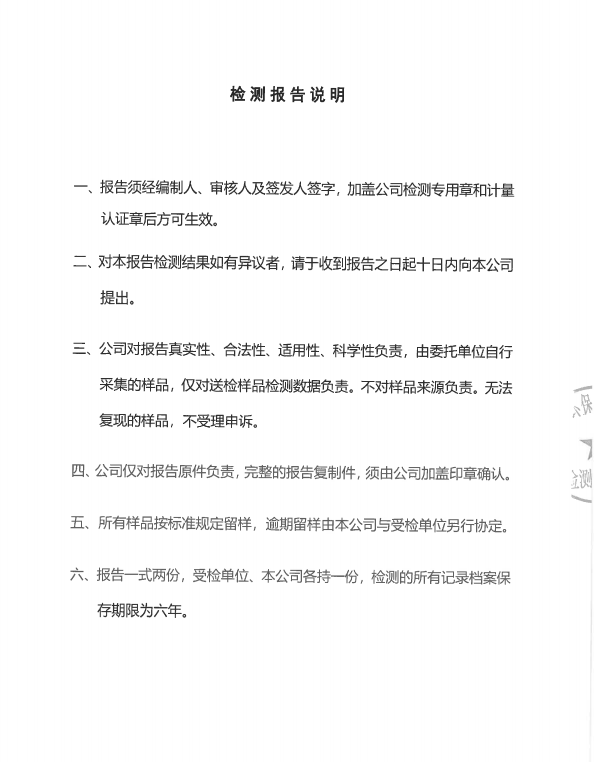 检测报告说明
一、报告须经编制人、审核人及签发人签字，加盖公司检测专用章和计量
认证章后方可生效。
二、对本报告检测结果如有异议者，请于收到报告之日起十日内向本公司
提出。
三、公司对报告真实性、合法性、适用性、科学性负责，由委托单位自行
采集的样品，仅对送检样品检测数据负责。不对样品来源负责。无法
复现的样品，不受理申诉。
四、公司仅对报告原件负责，完整的报告复制件，须由公司加盖印章确认。
五、所有样品按标准规定留样，逾期留样由本公司与受检单位另行协定。
六、报告一式两份，受检单位、本公司各持一份，检测的所有记录档案保
存期限为六年。